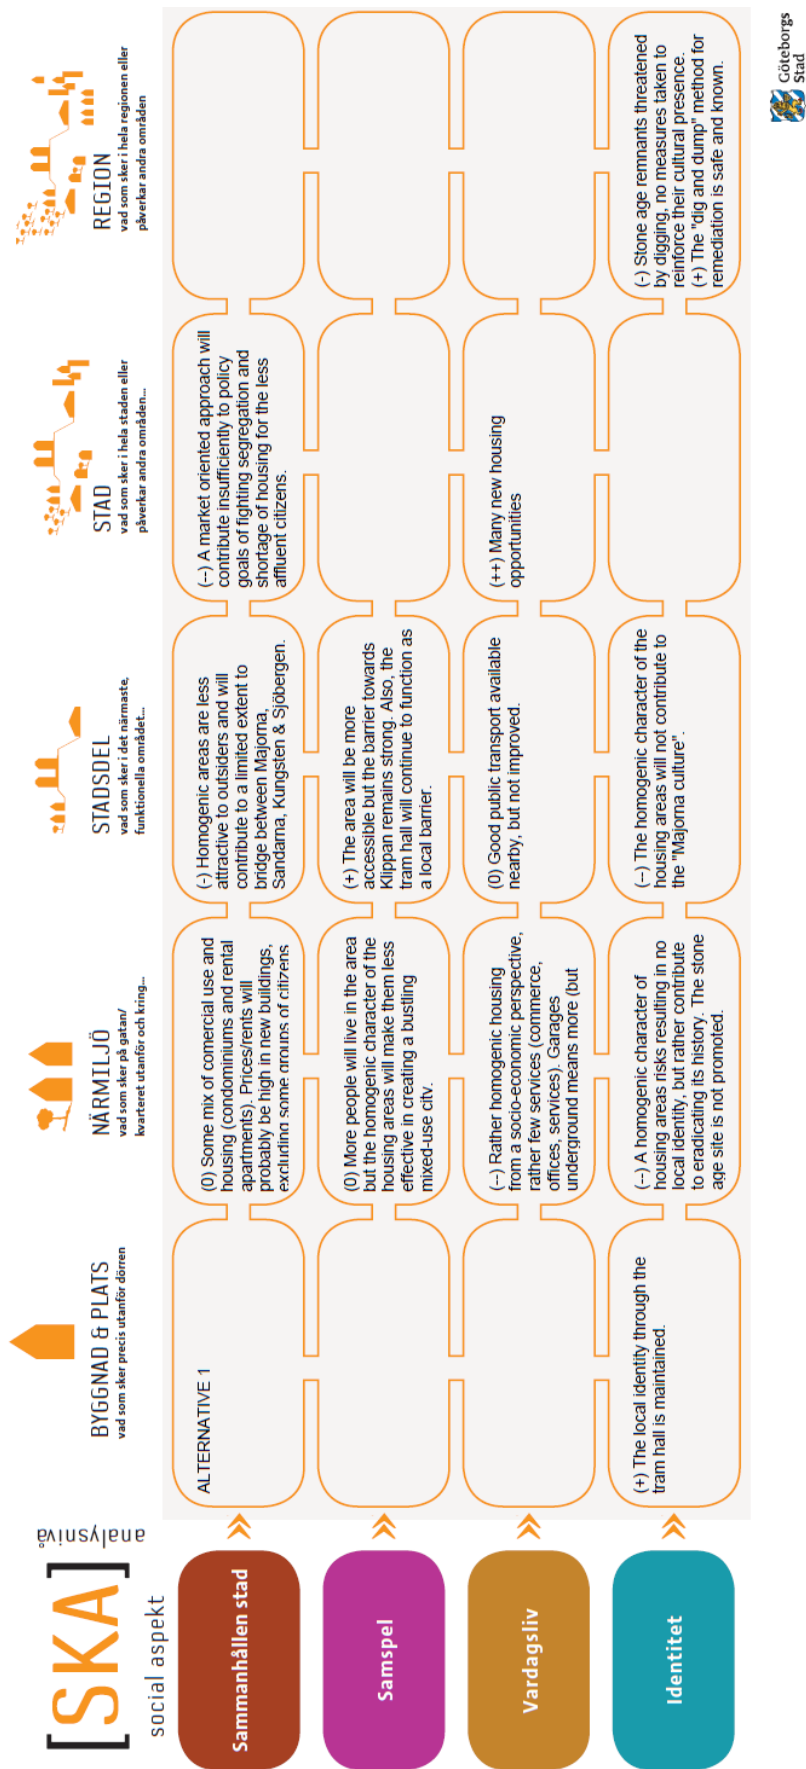 [SKA]
analysnivå
social aspekt
BYGGNAD & PLATS
vad som sker precis utanför dörren
NÄRMILJÖ
vad som sker på gatan/
kvarteret utanför och kring...
STADSDEL
vad som sker i det närmaste,
funktionella området...
STAD
vad som sker i hela staden eller
påverkar andra områden...
REGION
vad som sker i hela regionen eller
påverkar andra områden
Sammanhållen stad
ALTERNATIVE 1
(0) Some mix of comercial use and
housing (condominiums and rental
apartments). Prices/rents will
probably be high in new buildings,
excluding some groups of citizens
(-) Homogenic areas are less
attractive to outsiders and will
contribute to a limited extent to
bridge between Majorna,
Sandarna, Kungsten & Sjöbergen.
(--) A market oriented approach will
contribute insufficiently to policy
goals of fighting segregation and
shortage of housing for the less
affluent citizens.
Samspel
(0) More people will live in the area
but the homogenic character of the
housing areas will make them less
effective in creating a bustling
mixed-use city.
(+) The area will be more
accessible but the barrier towards
Klippan remains strong. Also, the
tram hall will continue to function as
a local barrier.
Vardagsliv
(--) Rather homogenic housing
from a socio-economic perspective,
rather few services (commerce,
offices, services). Garages
underground means more (but
(0) Good public transport available
nearby, but not improved.
(++) Many new housing
opportunities
Identitet
(+) The local identity through the
tram hall is maintained.
(--) A homogenic character of
housing areas risks resulting in no
local identity, but rather contribute
to eradicating its history. The stone
age site is not promoted.
(--) The homogenic character of the
housing areas will not contribute to
the "Majorna culture".
(-) Stone age remnants threatened
by digging, no measures taken to
reinforce their cultural presence.
(+) The "dig and dump" method for
remediation is safe and known.
Göteborgs
Stad